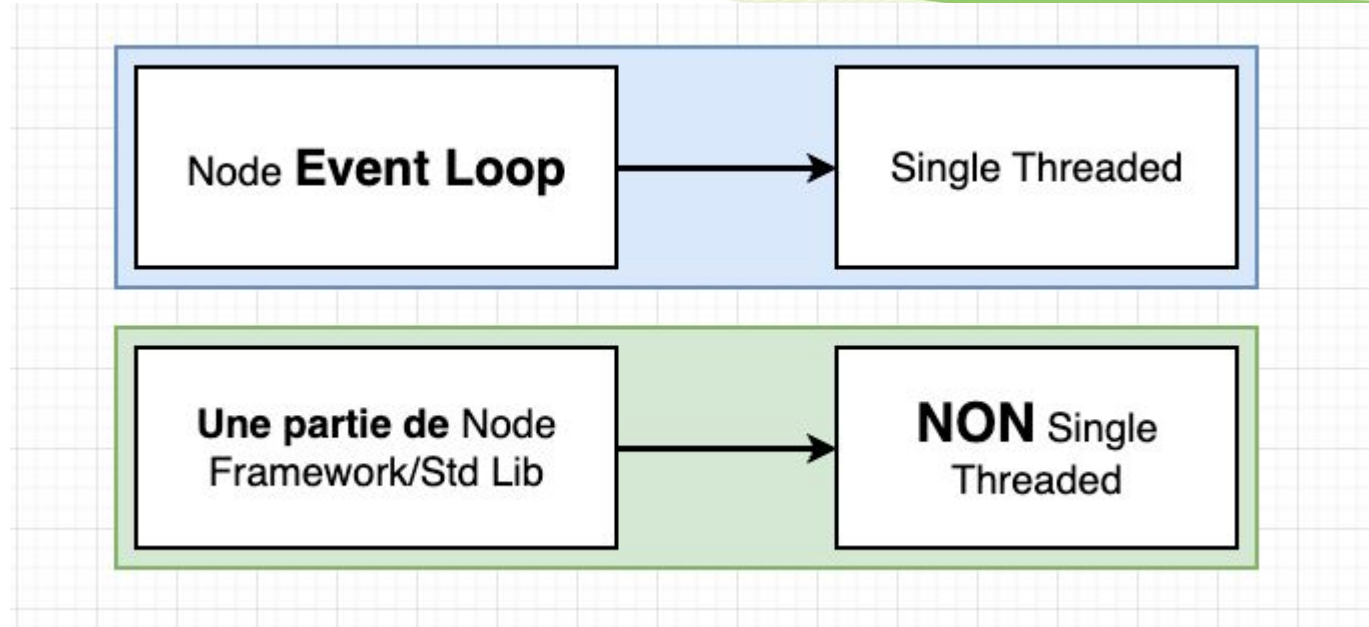 Node Event Loop
Single Threaded
Une partie de Node
Framework/Std Lib
NON Single
Threaded